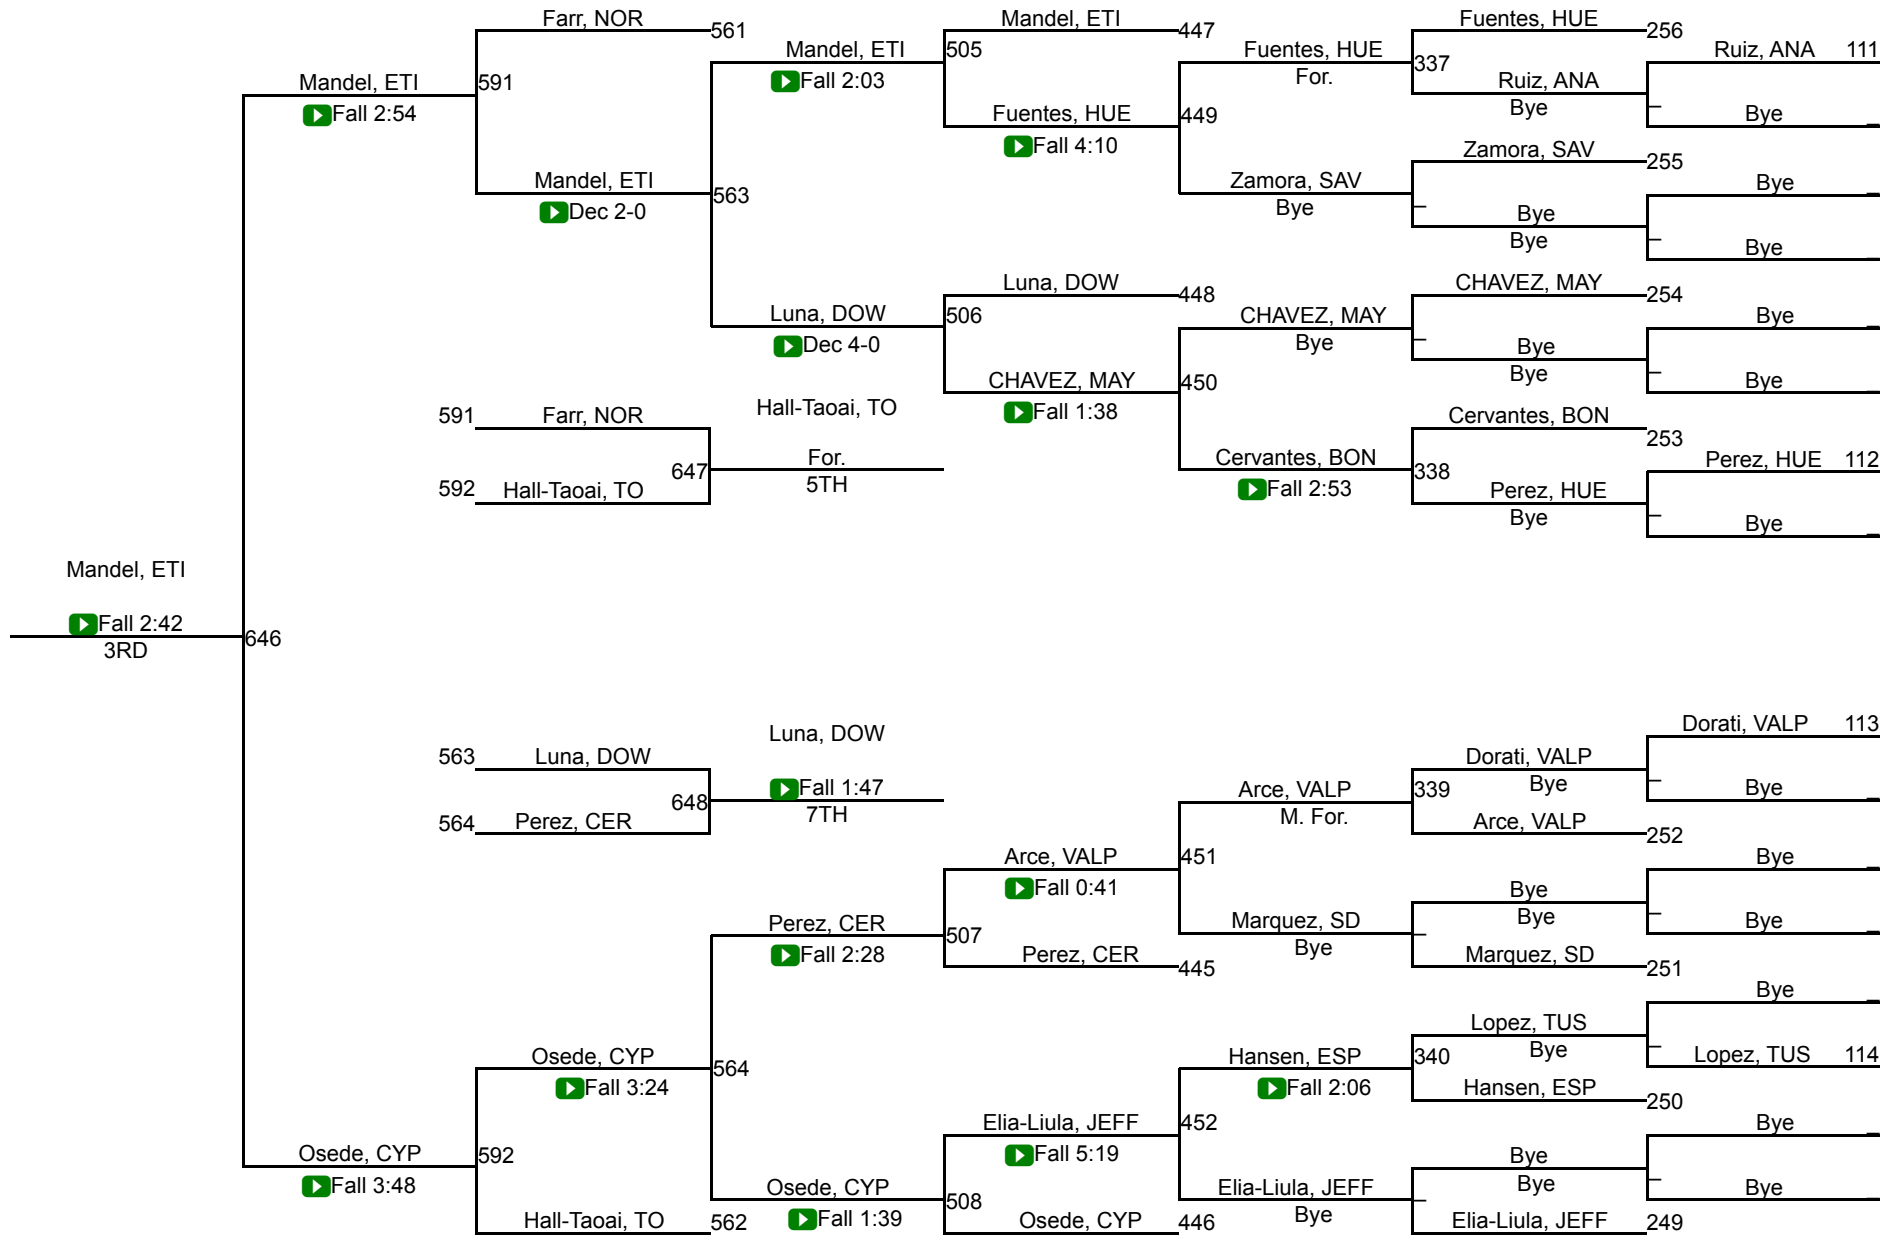 Farr, NOR
561
Mandel, ETI
447
Fuentes, HUE
256
Mandel, ETI
505
Fuentes, HUE
Ruiz, ANA 111
Mandel, ETI
591
Fall 2:03
For.
337
Ruiz, ANA
Fall 2:54
Fuentes, HUE
449
Bye
Bye
Fall 4:10
Zamora, SAV
255
Mandel, ETI
563
Zamora, SAV
Bye
Dec 2-0
Bye
Bye
Bye
Bye
Luna, DOW
448
CHAVEZ, MAY
254
Luna, DOW
506
CHAVEZ, MAY
Bye
Dec 4-0
Bye
Bye
Bye
CHAVEZ, MAY
450
Bye
Fall 1:38
591
Farr, NOR
Hall-Taoai, TO
Cervantes, BON
253
647
For.
5TH
Cervantes, BON
338
Perez, HUE 112
592
Hall-Taoai, TO
Fall 2:53
Perez, HUE
Bye
Bye
Mandel, ETI
Fall 2:42
3RD
646
563
Luna, DOW
Luna, DOW
Dorati, VALP 113
Dorati, VALP
Bye
648
Fall 1:47
7TH
Arce, VALP
M. For.
339
Bye
564
Perez, CER
Arce, VALP
252
Arce, VALP
451
Bye
Fall 0:41
Bye
Bye
Perez, CER
507
Marquez, SD
Bye
Bye
Fall 2:28
Perez, CER
445
Marquez, SD
251
Bye
Lopez, TUS
Bye
Osede, CYP
564
Hansen, ESP
340
Lopez, TUS 114
Fall 3:24
Fall 2:06
Hansen, ESP
250
Elia-Liula, JEFF
452
Bye
Osede, CYP
592
Fall 5:19
Bye
Bye
Fall 3:48
Osede, CYP
508
Elia-Liula, JEFF
Bye
Bye
Hall-Taoai, TO
562
Fall 1:39
Osede, CYP
446
Elia-Liula, JEFF
249